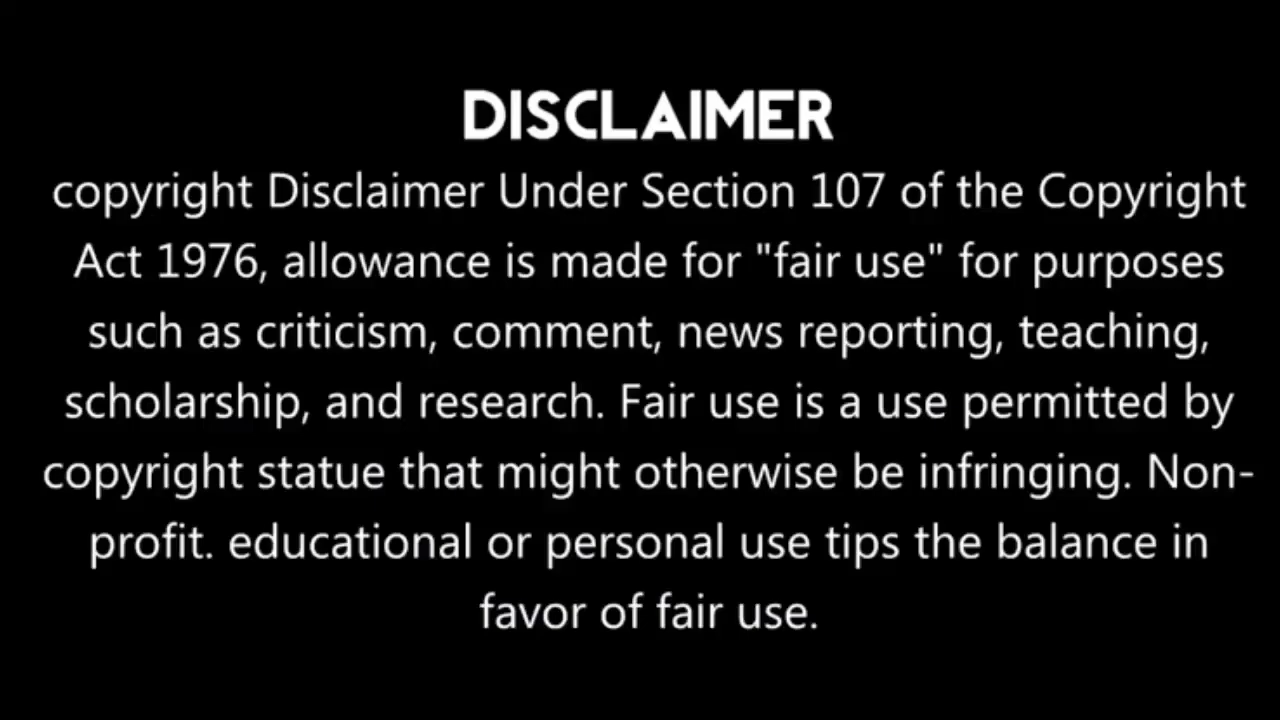 DISCLAIMER
copyright Disclaimer Under Section 107 of the Copyright
Act 1976, allowance is made for "fair use" for purposes
such as criticism, comment, news reporting, teaching,
scholarship, and research. Fair use is a use permitted by
copyright statue that might otherwise be infringing. Non-
profit. educational or personal use tips the balance in
favor of fair use.